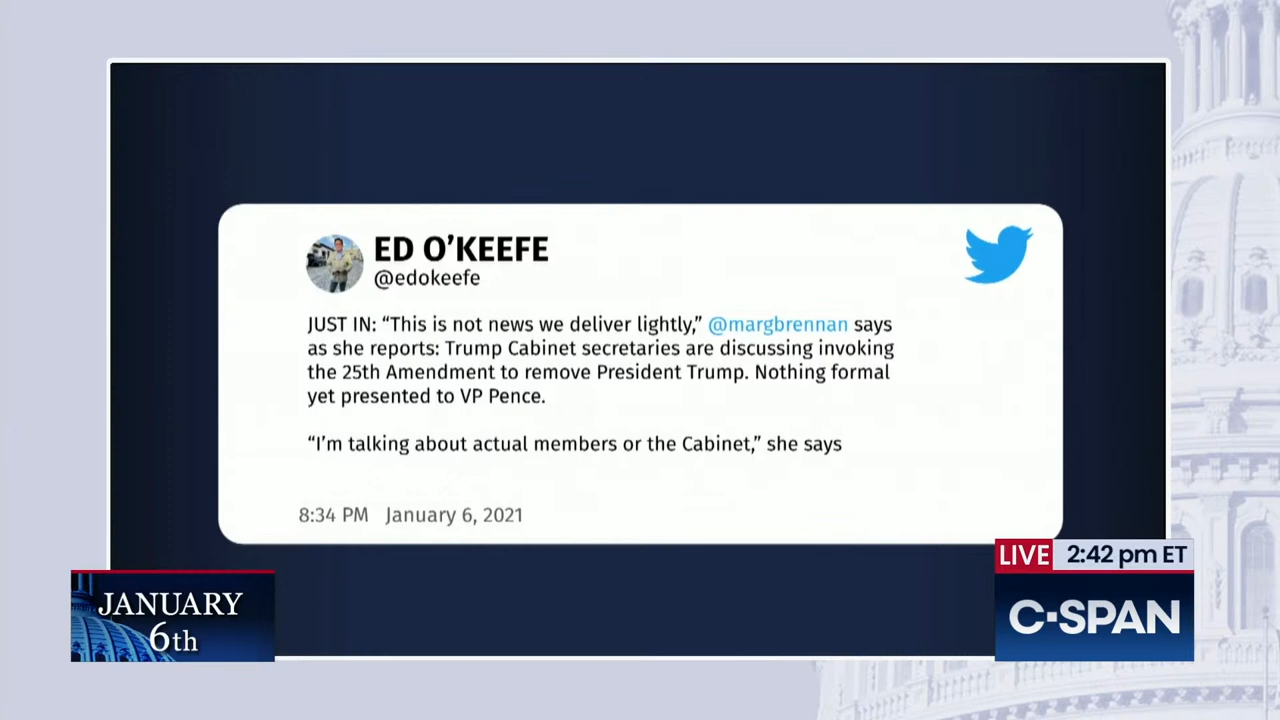 ED O’KEEFE
@edokeefe
JUST IN: “This is not news we deliver lightly,” @margbrennan says
as she reports: Trump Cabinet secretaries are discussing invoking
the 25th Amendment to remove President Trump. Nothing formal
yet presented to VP Pence.
“I’m talking about actual members or the Cabinet,” she says
8:34 PM January 6, 2021
LIVE 2:42 pm ET
JANUARY
6th
C-SPAN